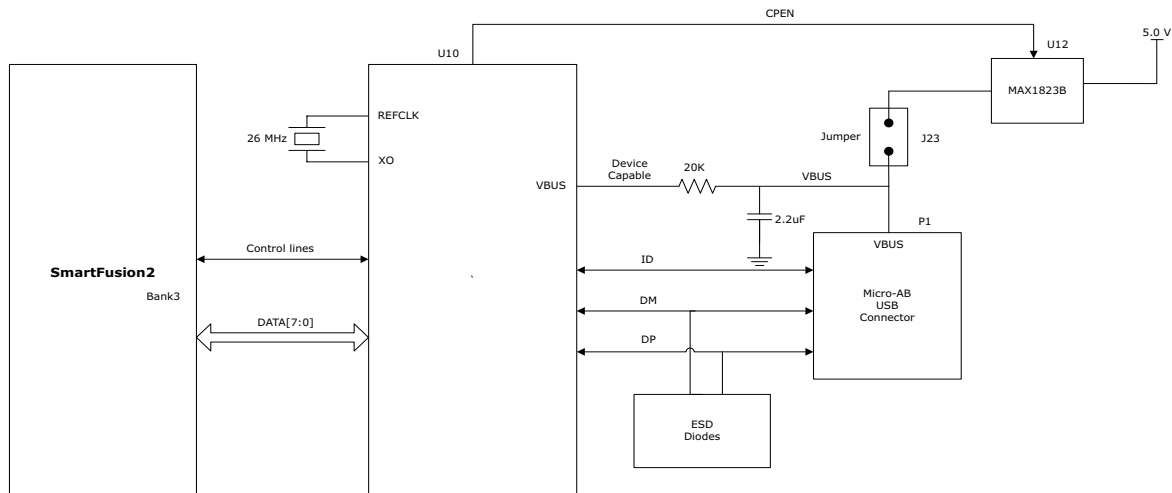 CPEN
5.0 V
U10
U12
MAX1823B
REFCLK
26 MHz
XO
Jumper
J23
Device
Capable
20K
VBUS
VBUS
2.2uF
P1
VBUS
Control lines
ID
SmartFusion2
Bank3
Micro-AB
USB
Connector
DM
DATA[7:0]
DP
ESD
Diodes